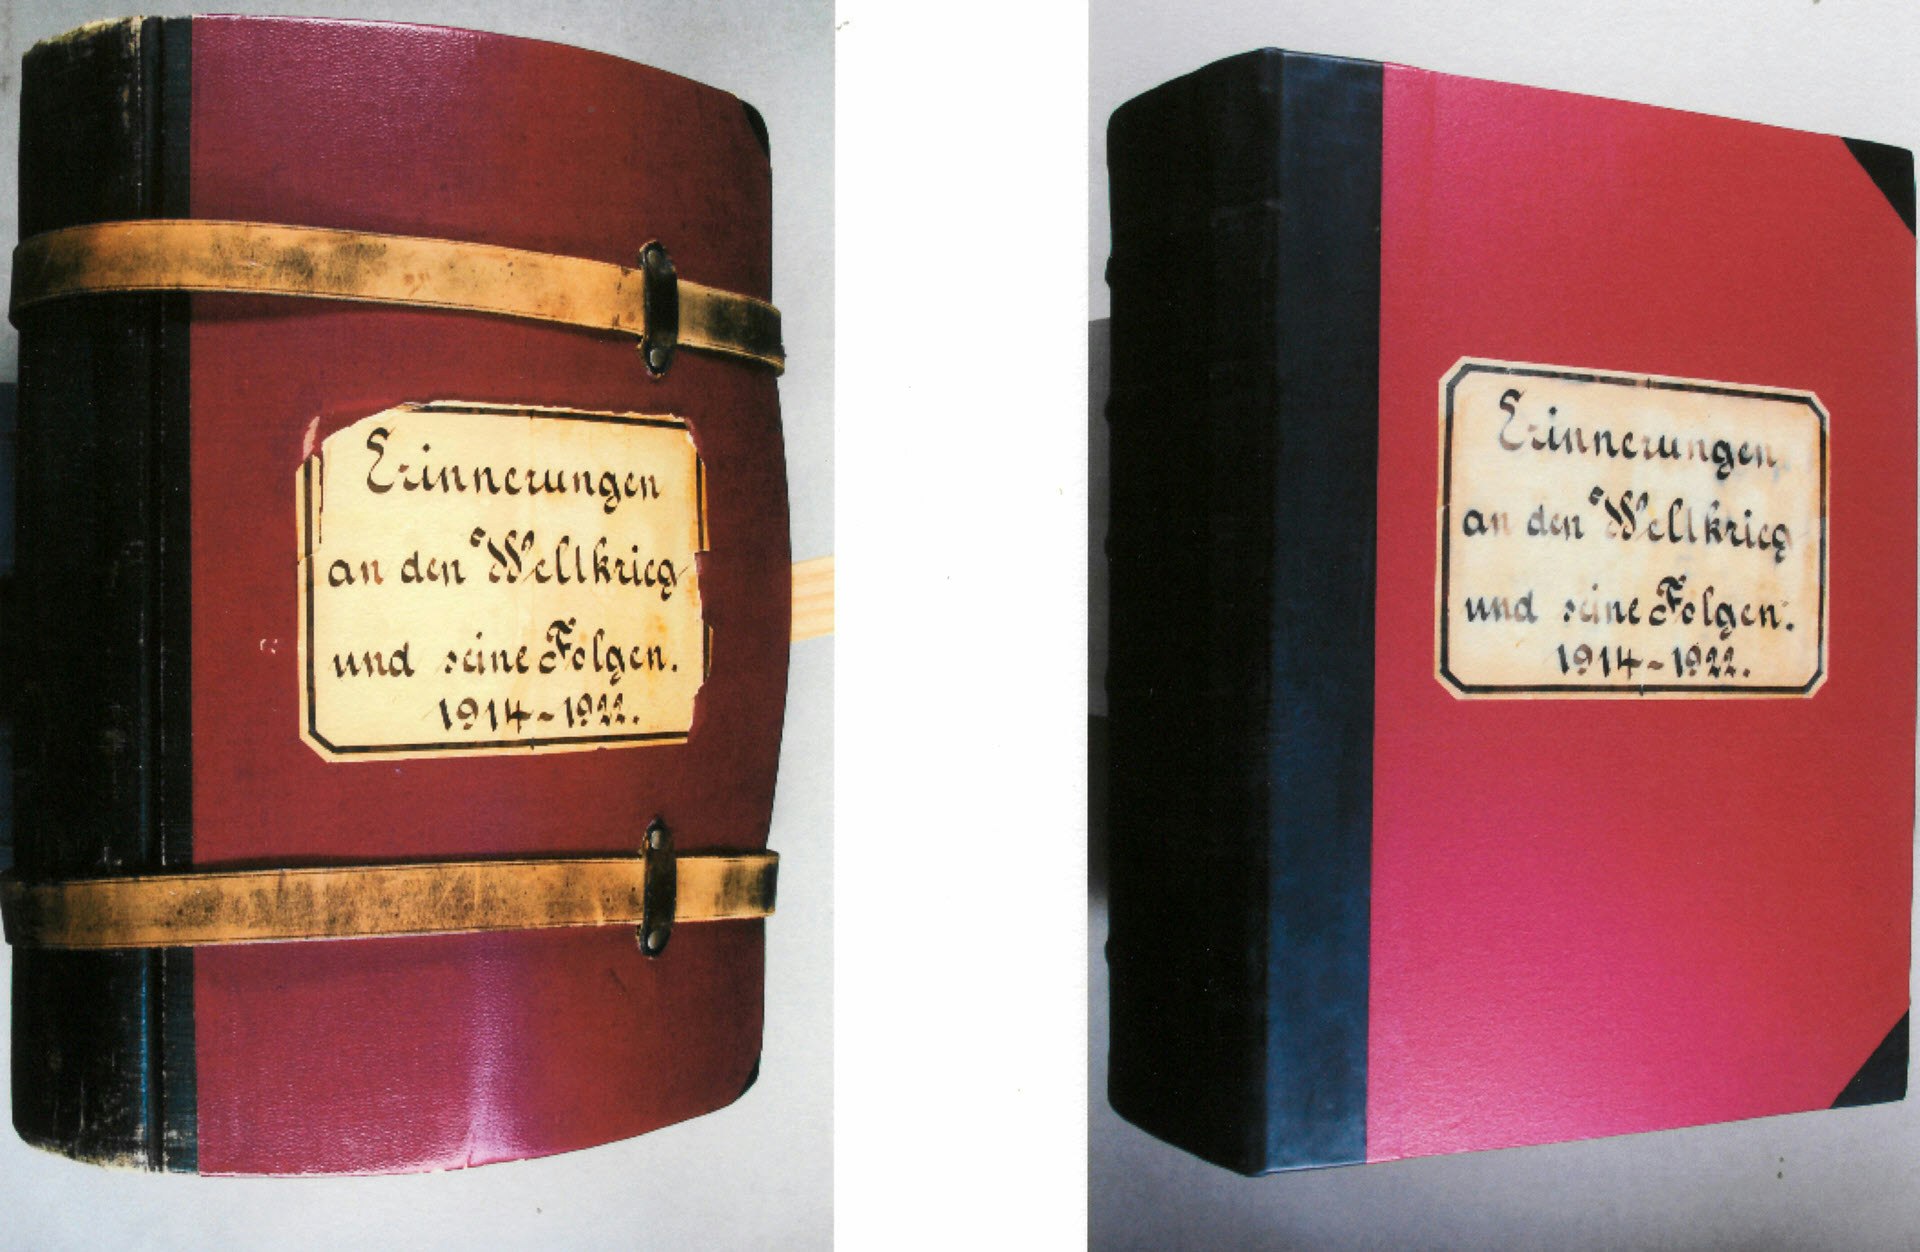 Erinnerungen
an den Weltkrieg
und seine Folgen.
1914-1922.
Erinnerungen
an den Weltkrieg
und seine Folgen.
1914-1922.